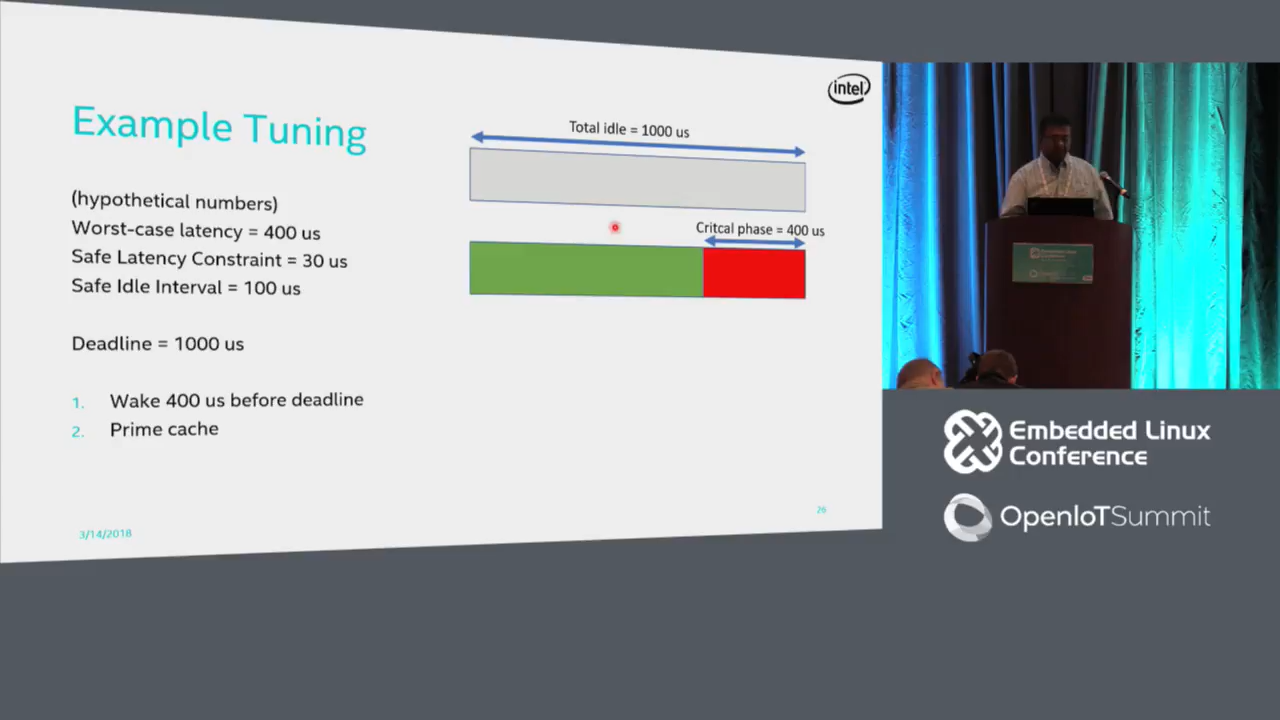 Example Tuning
(hypothetical numbers)
Worst-case latency = 400 us
Safe Latency Constraint = 30 us
Safe Idle Interval = 100 us
Deadline = 1000 us
1. Wake 400 us before deadline
2. Prime cache
3/14/2018
intel
Total idle = 1000 us
Critcal phase = 400 us
26
Embedded Linux
Conference
OpenIoTSummit